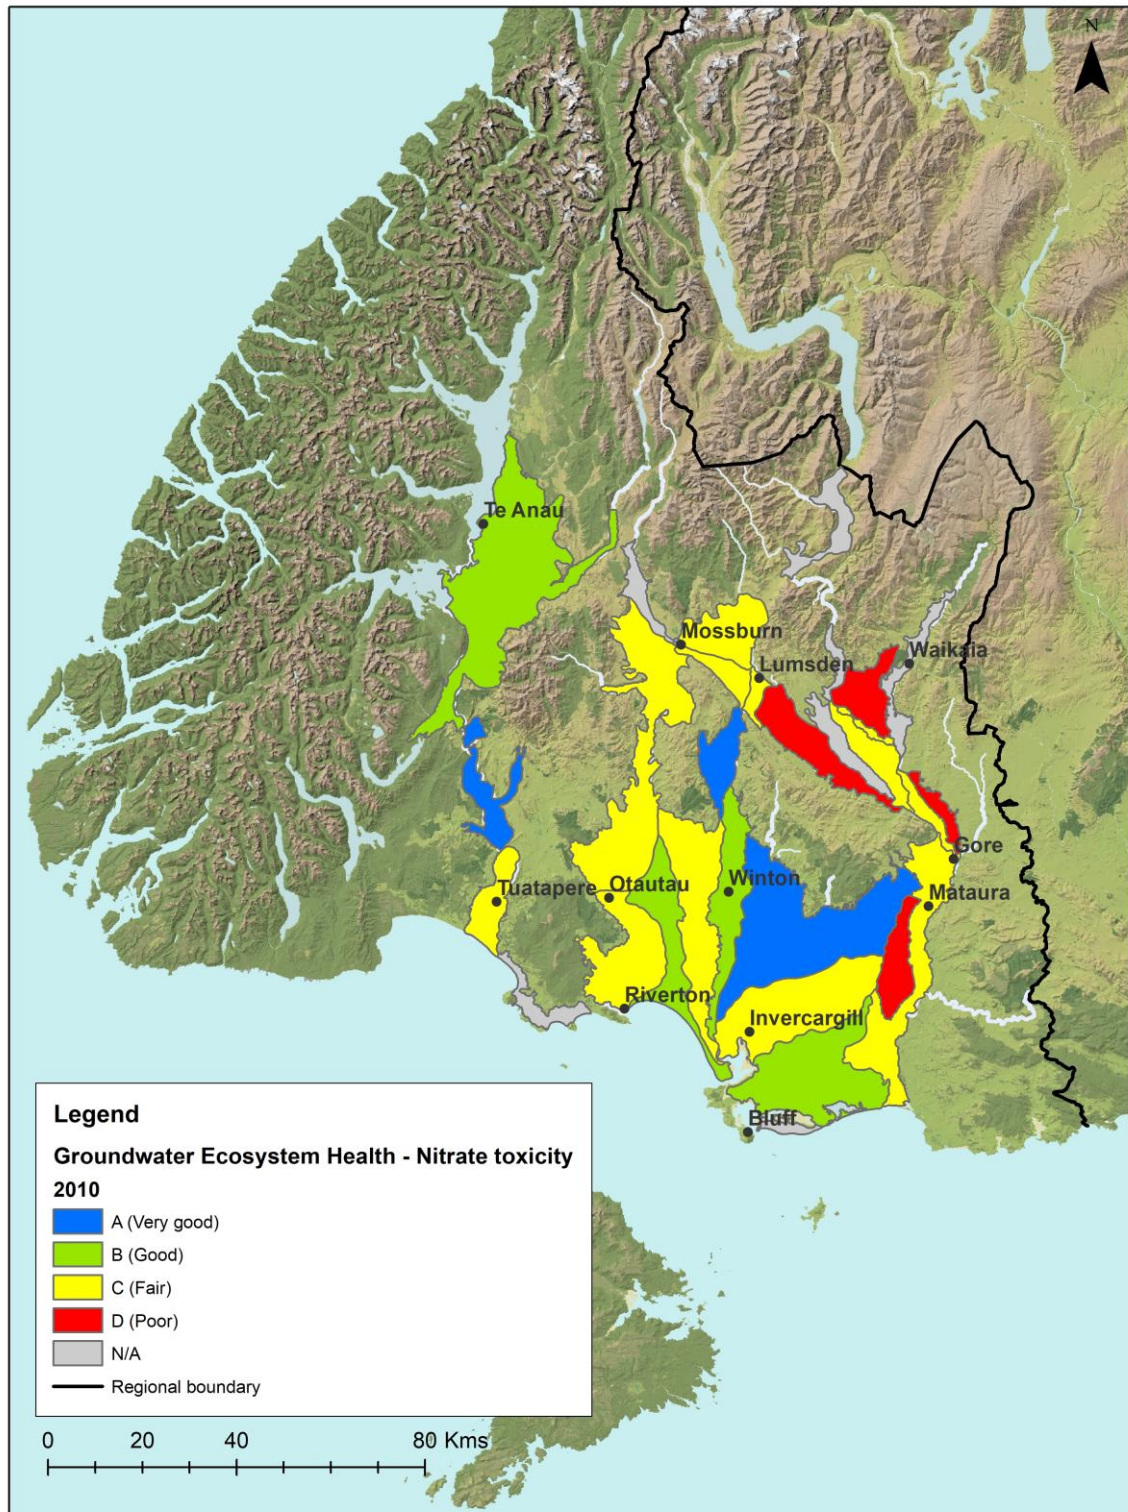 N
Te Anau
Mossburn
Lumsden
Waikaia
Gore
Winton
Tuatapere
Otautau
Mataura
Riverton
Invercargill
Bluff
Legend
Groundwater Ecosystem Health - Nitrate toxicity
2010
A (Very good)
B (Good)
C (Fair)
D (Poor)
N/A
Regional boundary
0 20 40 80 Kms